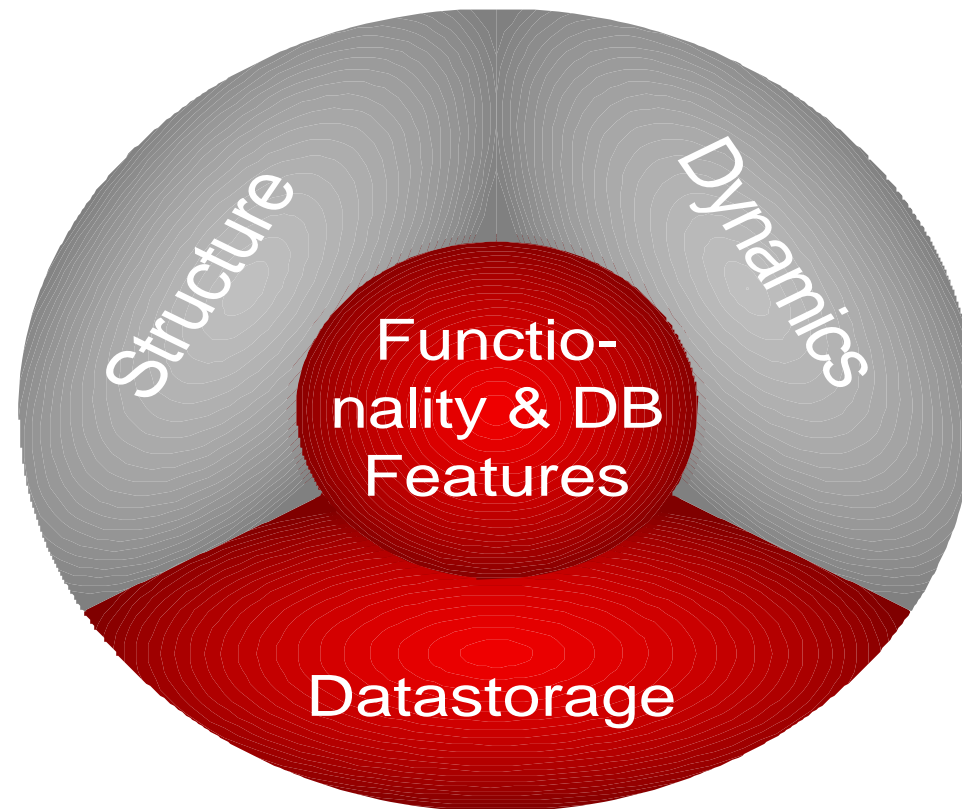 Structure
Dynamics
Functio-
nality & DB
Features
Datastorage